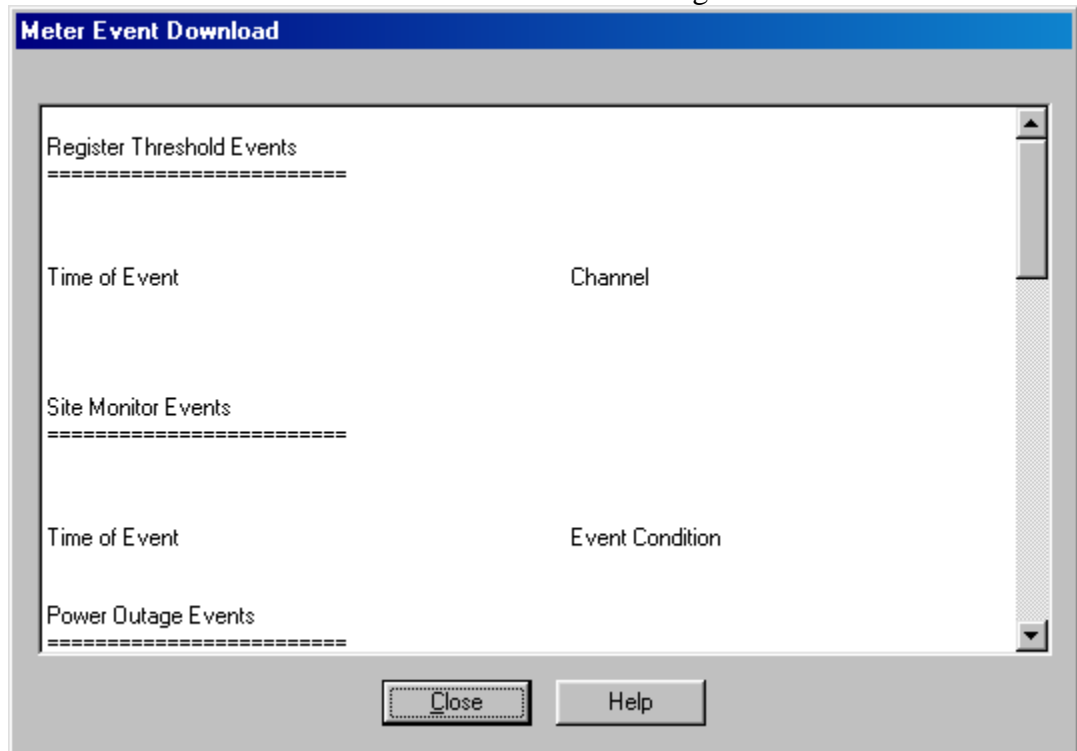 Meter Event Download
Register Threshold Events
=========================
Time of Event Channel
Site Monitor Events
=========================
Time of Event Event Condition
Power Outage Events
=========================
Close Help